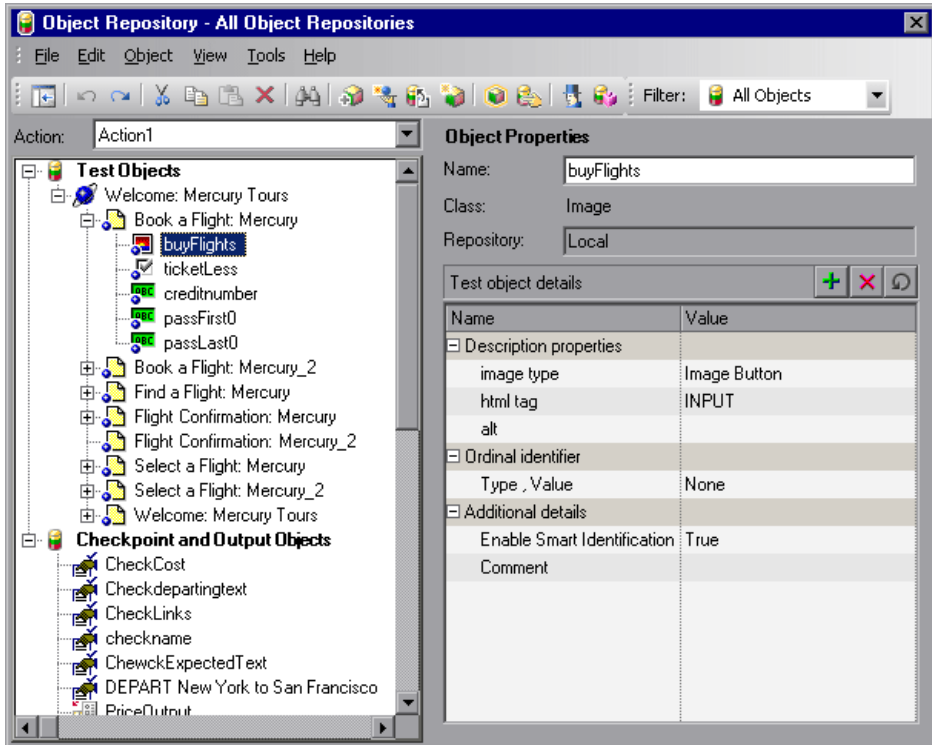 Object Repository - All Object Repositories
File Edit Object View Tools Help
Filter: All Objects
Action: Action1
Test Objects
Welcome: Mercury Tours
Book a Flight: Mercury
buyFlights
ticketLess
creditnumber
passFirst0
passLast0
Book a Flight: Mercury_2
Find a Flight: Mercury
Flight Confirmation: Mercury
Flight Confirmation: Mercury_2
Select a Flight: Mercury
Select a Flight: Mercury_2
Welcome: Mercury Tours
Checkpoint and Output Objects
CheckCost
Checkdepartingtext
CheckLinks
checkname
ChewckExpectedText
DEPART New York to San Francisco
PriceOutput
Object Properties
Name: buyFlights
Class: Image
Repository: Local
Test object details
Name Value
Description properties
image type Image Button
html tag INPUT
alt
Ordinal identifier
Type , Value None
Additional details
Enable Smart Identification True
Comment